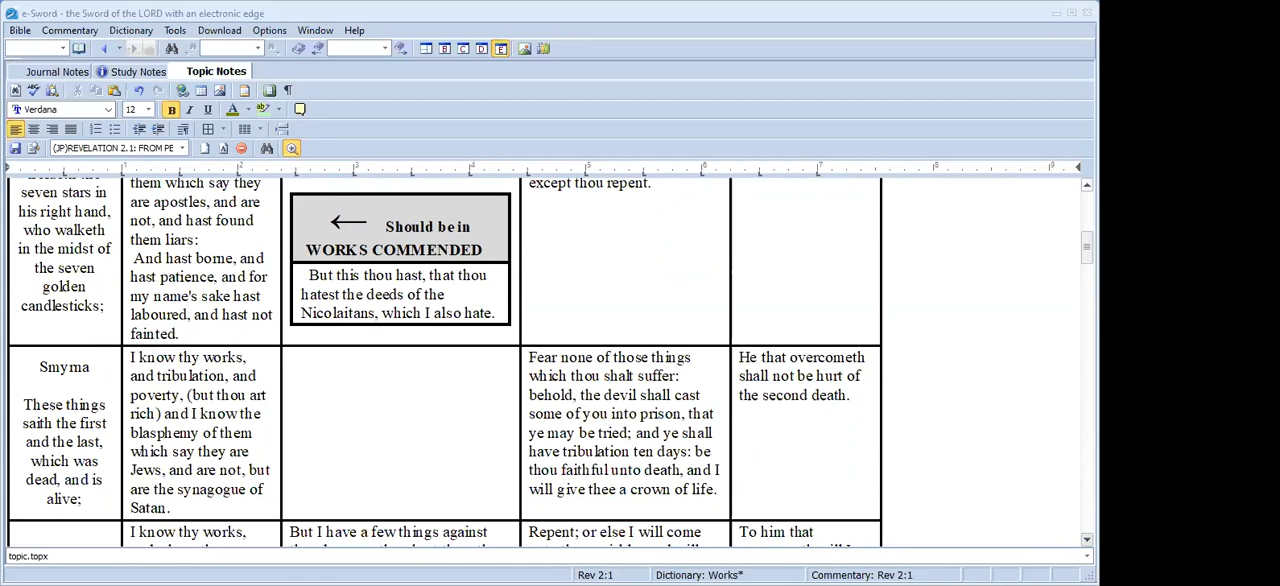 e-Sword - the Sword of the LORD with an electronic edge
Bible Commentary Dictionary Tools Download Options Window Help
B C D E
Journal Notes Study Notes Topic Notes
Verdana 12 B I U A
(JP)REVELATION 2.1: FROM PE
1 2 3 4 5 6 7 8 9
seven stars in
his right hand,
who walketh
in the midst of
the seven
golden
candlesticks;
them which say they
are apostles, and are
not, and hast found
them liars:
And hast borne, and
hast patience, and for
my name's sake hast
laboured, and hast not
fainted.
← Should be in
WORKS COMMENDED
But this thou hast, that thou
hatest the deeds of the
Nicolaitans, which I also hate.
except thou repent.
Smyrna
These things
saith the first
and the last,
which was
dead, and is
alive;
I know thy works,
and tribulation, and
poverty, (but thou art
rich) and I know the
blasphemy of them
which say they are
Jews, and are not, but
are the synagogue of
Satan.
Fear none of those things
which thou shalt suffer:
behold, the devil shall cast
some of you into prison, that
ye may be tried; and ye shall
have tribulation ten days: be
thou faithful unto death, and I
will give thee a crown of life.
He that overcometh
shall not be hurt of
the second death.
I know thy works,
But I have a few things against
Repent; or else I will come
To him that
topic.topx
Rev 2:1 Dictionary: Works* Commentary: Rev 2:1